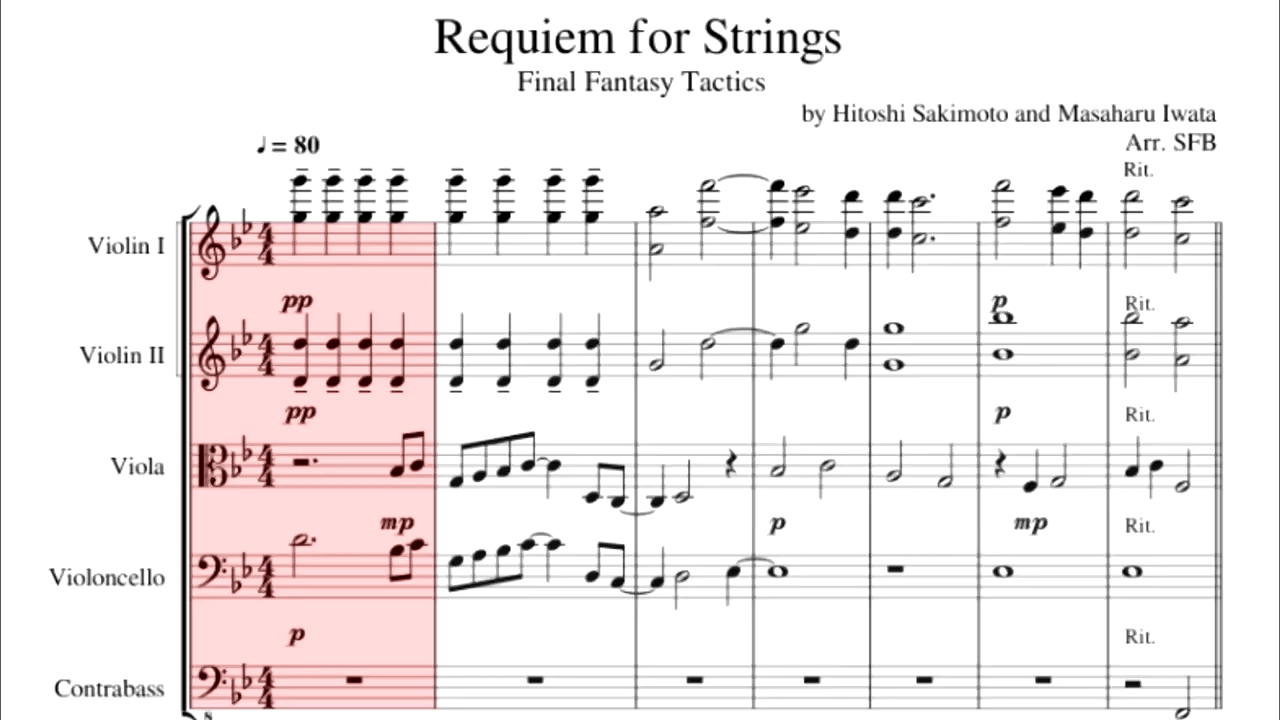 Requiem for Strings
Final Fantasy Tactics
by Hitoshi Sakimoto and Masaharu Iwata
Arr. SFB
♩ = 80
Rit.
Violin I
pp
p
Rit.
Violin II
pp
p
Rit.
Viola
mp
p
mp
Rit.
Violoncello
p
Rit.
Contrabass
8